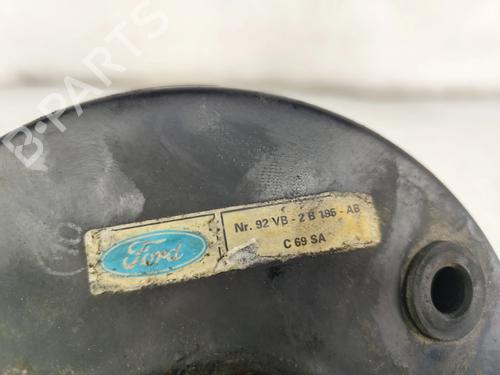 B-PARTS
Ford
Nr. 92 VB - 2 B 195 - AB
C 69 SA